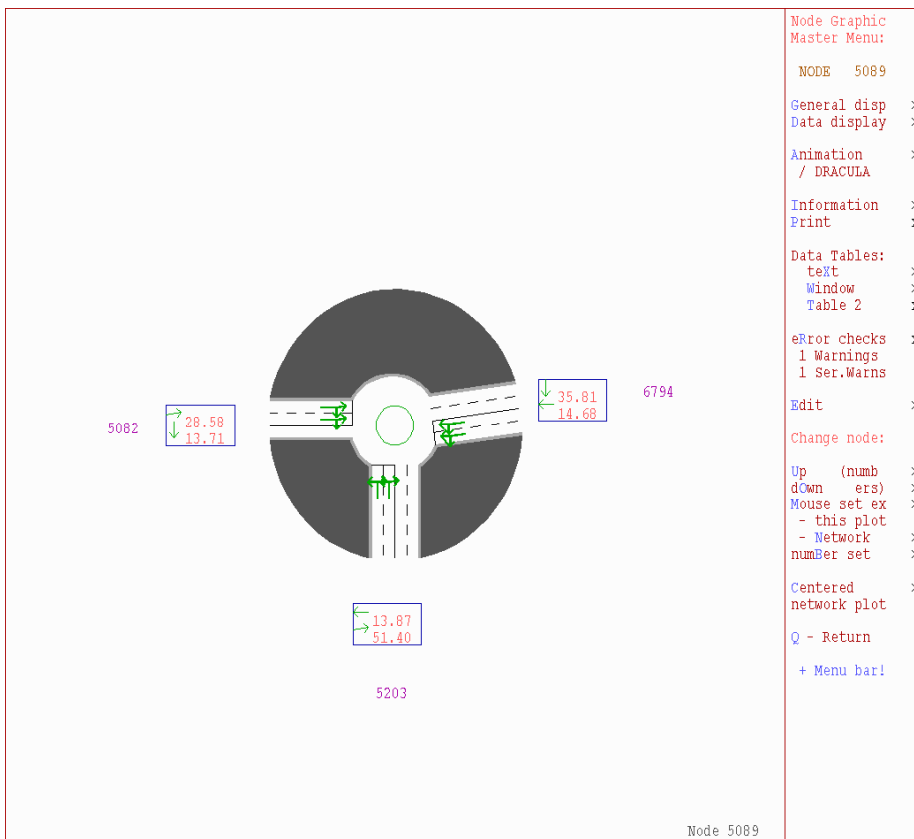 Node Graphic
Master Menu:
NODE 5089
General disp >
Data display >
Animation >
/ DRACULA
Information >
Print
Data Tables:
teXt >
Window >
Table 2
eRror checks
1 Warnings
1 Ser.Warns
Edit >
Change node:
Up (numb >
dOwn ers) >
Mouse set ex >
- this plot
- Network >
numBer set >
Centered >
network plot
Q - Return
+ Menu bar!
35.81
14.68
6794
5082
28.58
13.71
13.87
51.40
5203
Node 5089